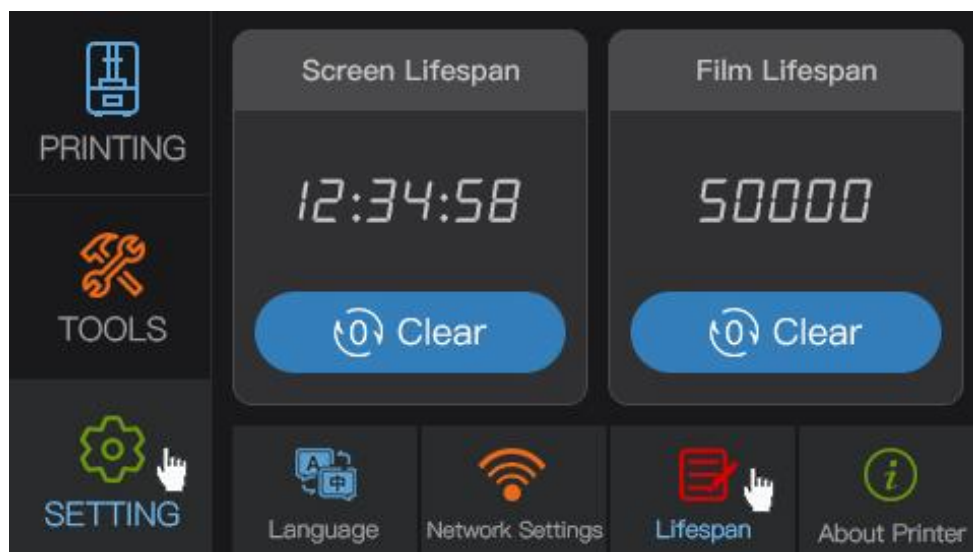 PRINTING
TOOLS
SETTING
Screen Lifespan
12:34:58
0 Clear
Film Lifespan
50000
0 Clear
A 中
Language
Network Settings
Lifespan
i
About Printer